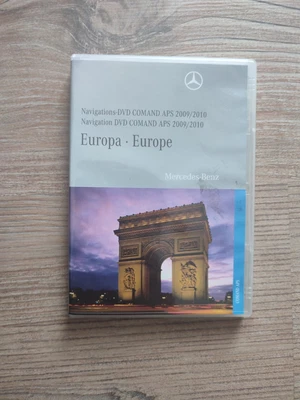 Navigations-DVD COMAND APS 2009/2010
Navigation DVD COMAND APS 2009/2010
Europa · Europe
Mercedes-Benz